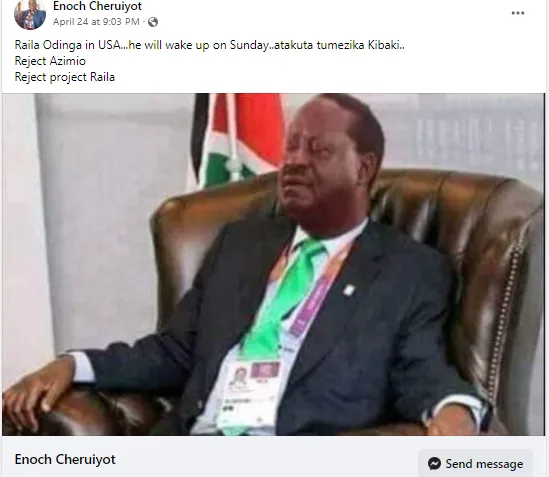 Enoch Cheruiyot
April 24 at 9:03 PM ·
Raila Odinga in USA...he will wake up on Sunday..atakuta tumezika Kibaki..
Reject Azimio
Reject project Raila
Enoch Cheruiyot
Send message